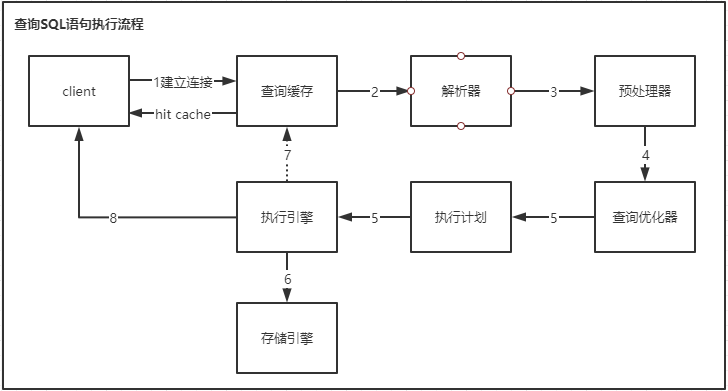 查询SQL语句执行流程
client
1建立连接
hit cache
查询缓存
2
解析器
3
预处理器
7
4
8
执行引擎
5
执行计划
5
查询优化器
6
存储引擎